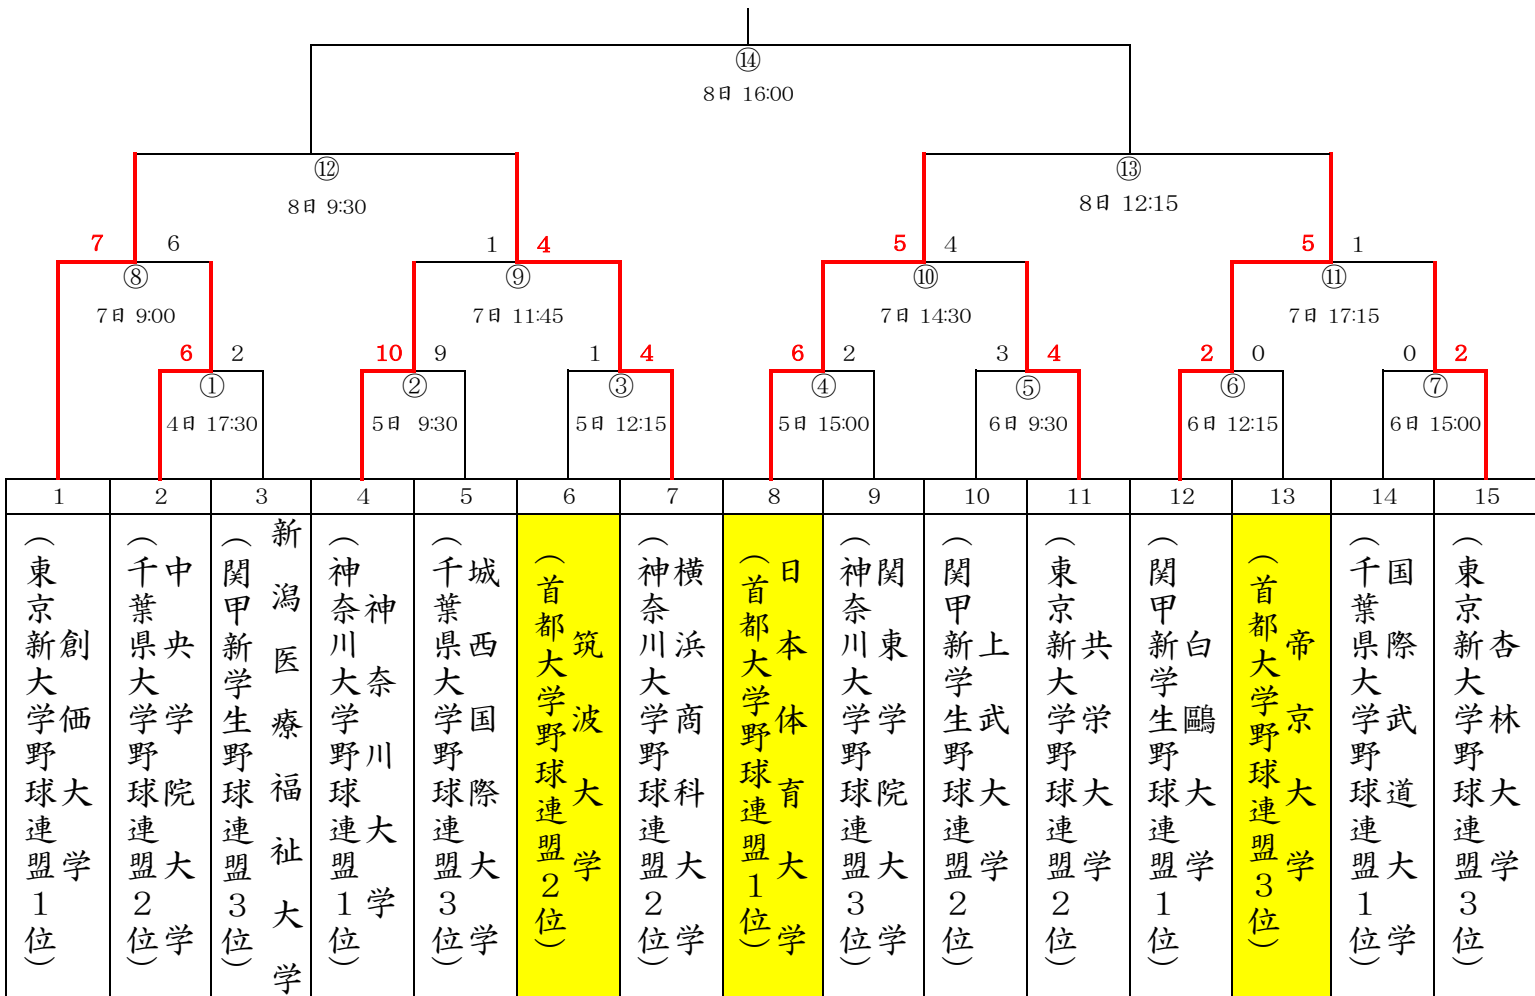 ⑭
8日 16:00
⑫
⑬
8日 9:30
8日 12:15
7 6
1 4
5 4
5 1
⑧
⑨
⑩
⑪
7日 9:00
7日 11:45
7日 14:30
7日 17:15
6 2
10 9
1 4
6 2
3 4
2 0
0 2
①
②
③
④
⑤
⑥
⑦
4日 17:30
5日 9:30
5日 12:15
5日 15:00
6日 9:30
6日 12:15
6日 15:00
1 2 3 4 5 6 7 8 9 10 11 12 13 14 15
創価大学
(東京新大学野球連盟1位)
中央学院大学
(千葉県大学野球連盟2位)
新潟医療福祉大学
(関甲新学生野球連盟3位)
神奈川大学
(神奈川大学野球連盟1位)
城西国際大学
(千葉県大学野球連盟3位)
筑波大学
(首都大学野球連盟2位)
横浜商科大学
(神奈川大学野球連盟2位)
日本体育大学
(首都大学野球連盟1位)
関東学院大学
(神奈川大学野球連盟3位)
上武大学
(関甲新学生野球連盟2位)
共栄大学
(東京新大学野球連盟2位)
白鷗大学
(関甲新学生野球連盟1位)
帝京大学
(首都大学野球連盟3位)
国際武道大学
(千葉県大学野球連盟1位)
杏林大学
(東京新大学野球連盟3位)